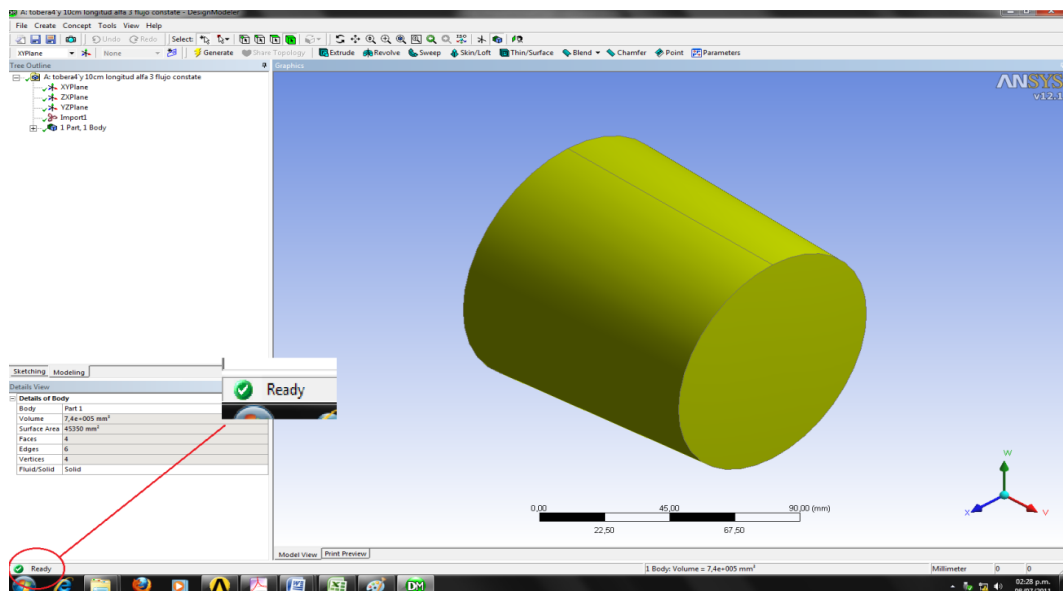 A: tobera4'y 10cm longitud alfa 3 flujo constate - DesignModeler
File Create Concept Tools View Help
Undo Redo Select:
XYPlane None Generate Share Topology Extrude Revolve Sweep Skin/Loft Thin/Surface Blend Chamfer Point Parameters
Tree Outline
A: tobera4'y 10cm longitud alfa 3 flujo constate
XYPlane
ZXPlane
YZPlane
Import1
1 Part, 1 Body
Graphics
ANSYS
v12.1
Sketching Modeling
Details View
Details of Body
Body Part 1
Volume 7,4e+005 mm³
Surface Area 45350 mm²
Faces 4
Edges 6
Vertices 4
Fluid/Solid Solid
Ready
0,00 45,00 90,00 (mm)
22,50 67,50
W
X V
Model View Print Preview
Ready
1 Body: Volume = 7,4e+005 mm³
Millimeter 0 0
DM
02:28 p.m.